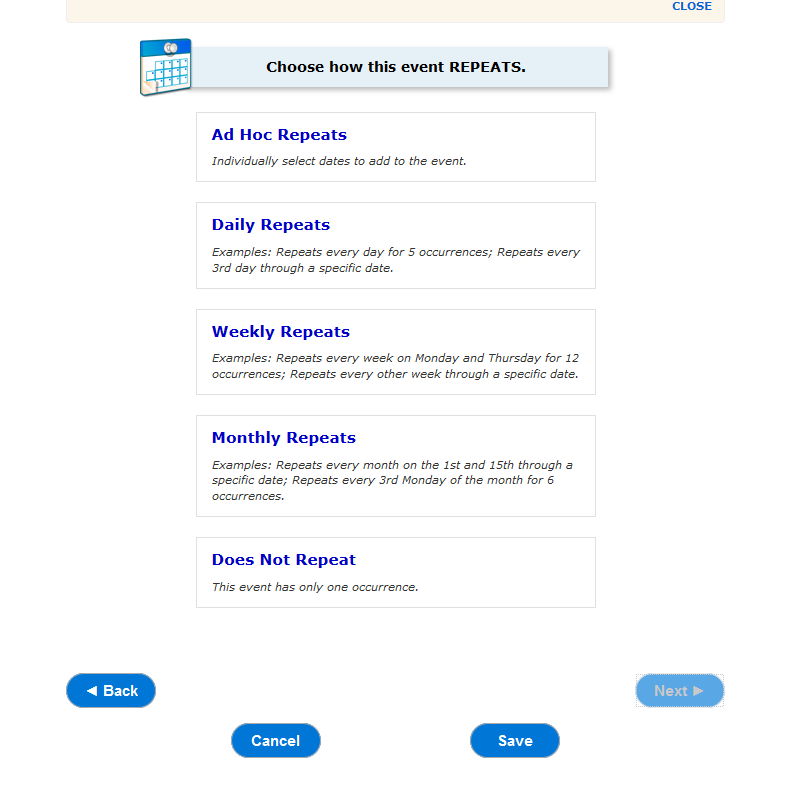 CLOSE
Choose how this event REPEATS.
Ad Hoc Repeats
Individually select dates to add to the event.
Daily Repeats
Examples: Repeats every day for 5 occurrences; Repeats every
3rd day through a specific date.
Weekly Repeats
Examples: Repeats every week on Monday and Thursday for 12
occurrences; Repeats every other week through a specific date.
Monthly Repeats
Examples: Repeats every month on the 1st and 15th through a
specific date; Repeats every 3rd Monday of the month for 6
occurrences.
Does Not Repeat
This event has only one occurrence.
◄ Back
Next ►
Cancel
Save